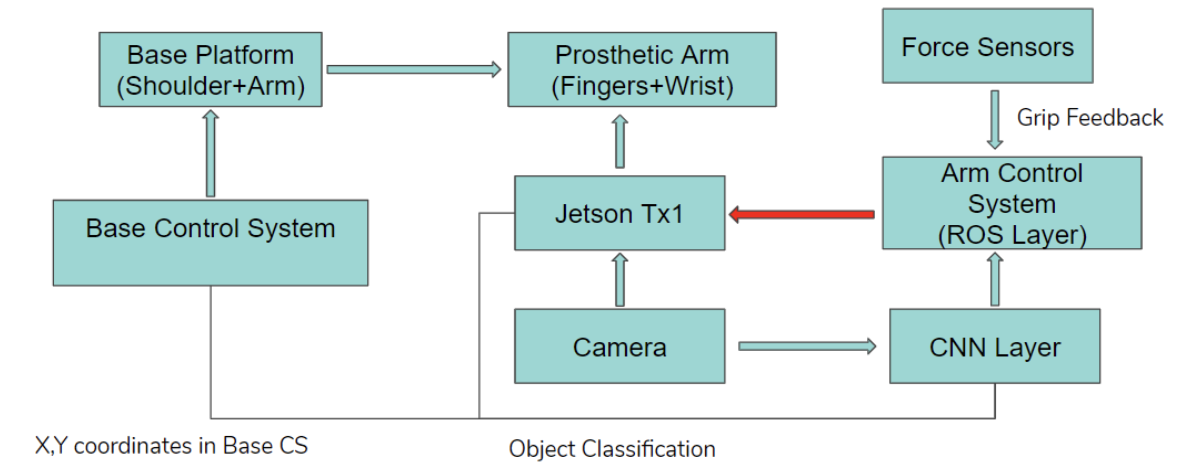 Base Platform
(Shoulder+Arm)
Prosthetic Arm
(Fingers+Wrist)
Force Sensors
Grip Feedback
Base Control System
Jetson Tx1
Arm Control
System
(ROS Layer)
Camera
CNN Layer
X,Y coordinates in Base CS
Object Classification